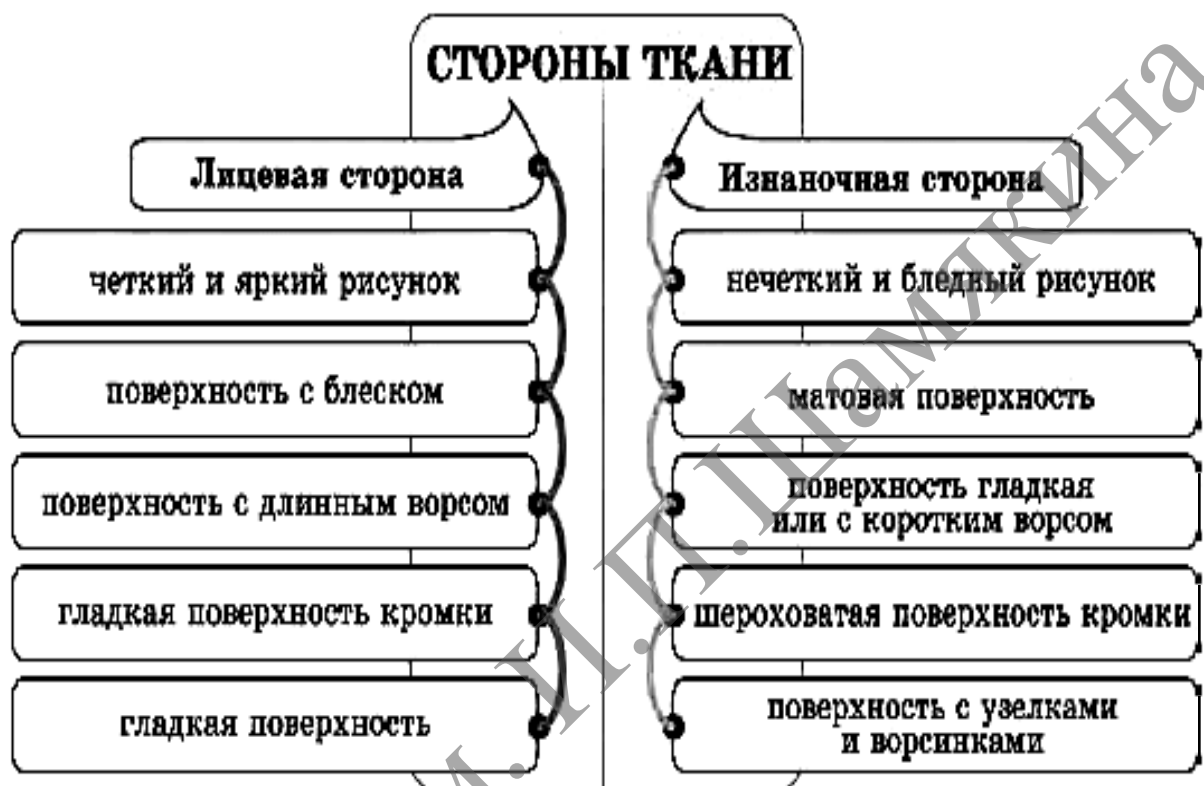 СТОРОНЫ ТКАНИ
Лицевая сторона
четкий и яркий рисунок
поверхность с блеском
поверхность с длинным ворсом
гладкая поверхность кромки
гладкая поверхность
Изнаночная сторона
нечеткий и бледный рисунок
матовая поверхность
поверхность гладкая
или с коротким ворсом
шероховатая поверхность кромки
поверхность с узелками
и ворсинками
И.П.Шамякина